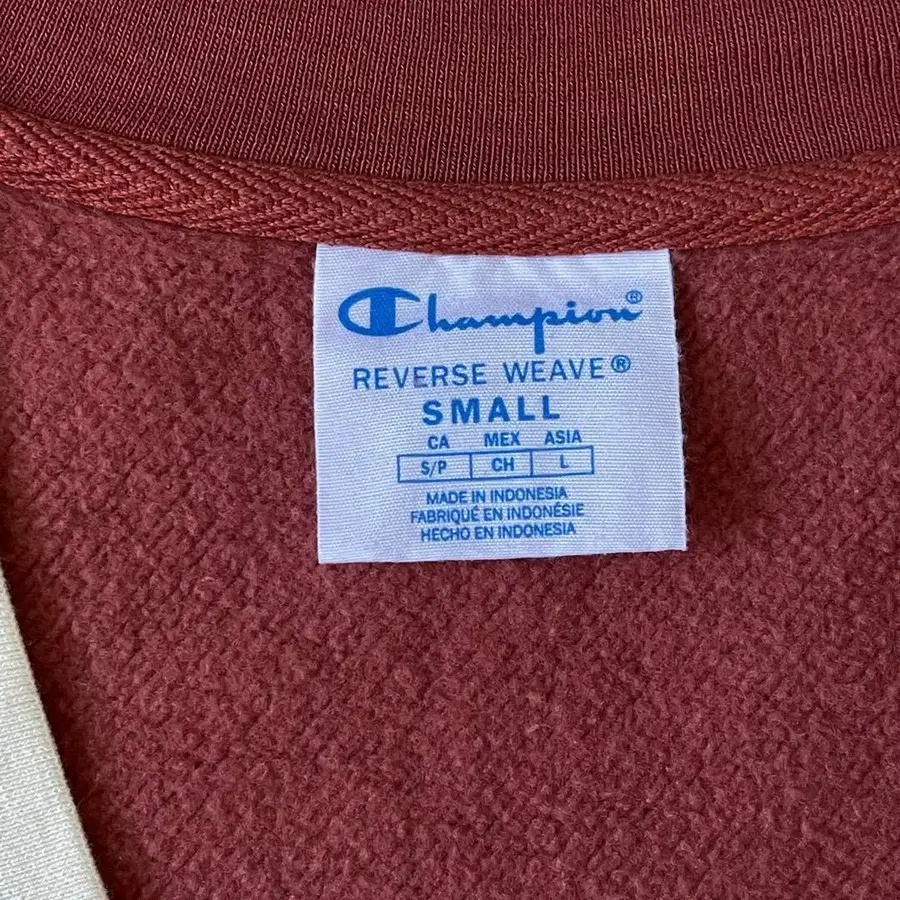 Champion®
REVERSE WEAVE®
SMALL
CA MEX ASIA
S/P CH L
MADE IN INDONESIA
FABRIQUÉ EN INDONÉSIE
HECHO EN INDONESIA